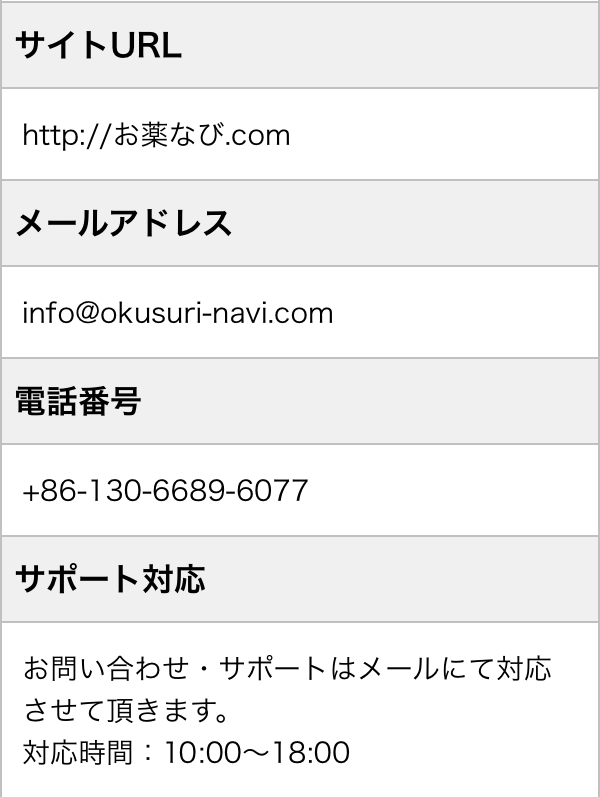 サイトURL
http://お薬なび.com
メールアドレス
info@okusuri-navi.com
電話番号
+86-130-6689-6077
サポート対応
お問い合わせ・サポートはメールにて対応
させて頂きます。
対応時間：10:00〜18:00